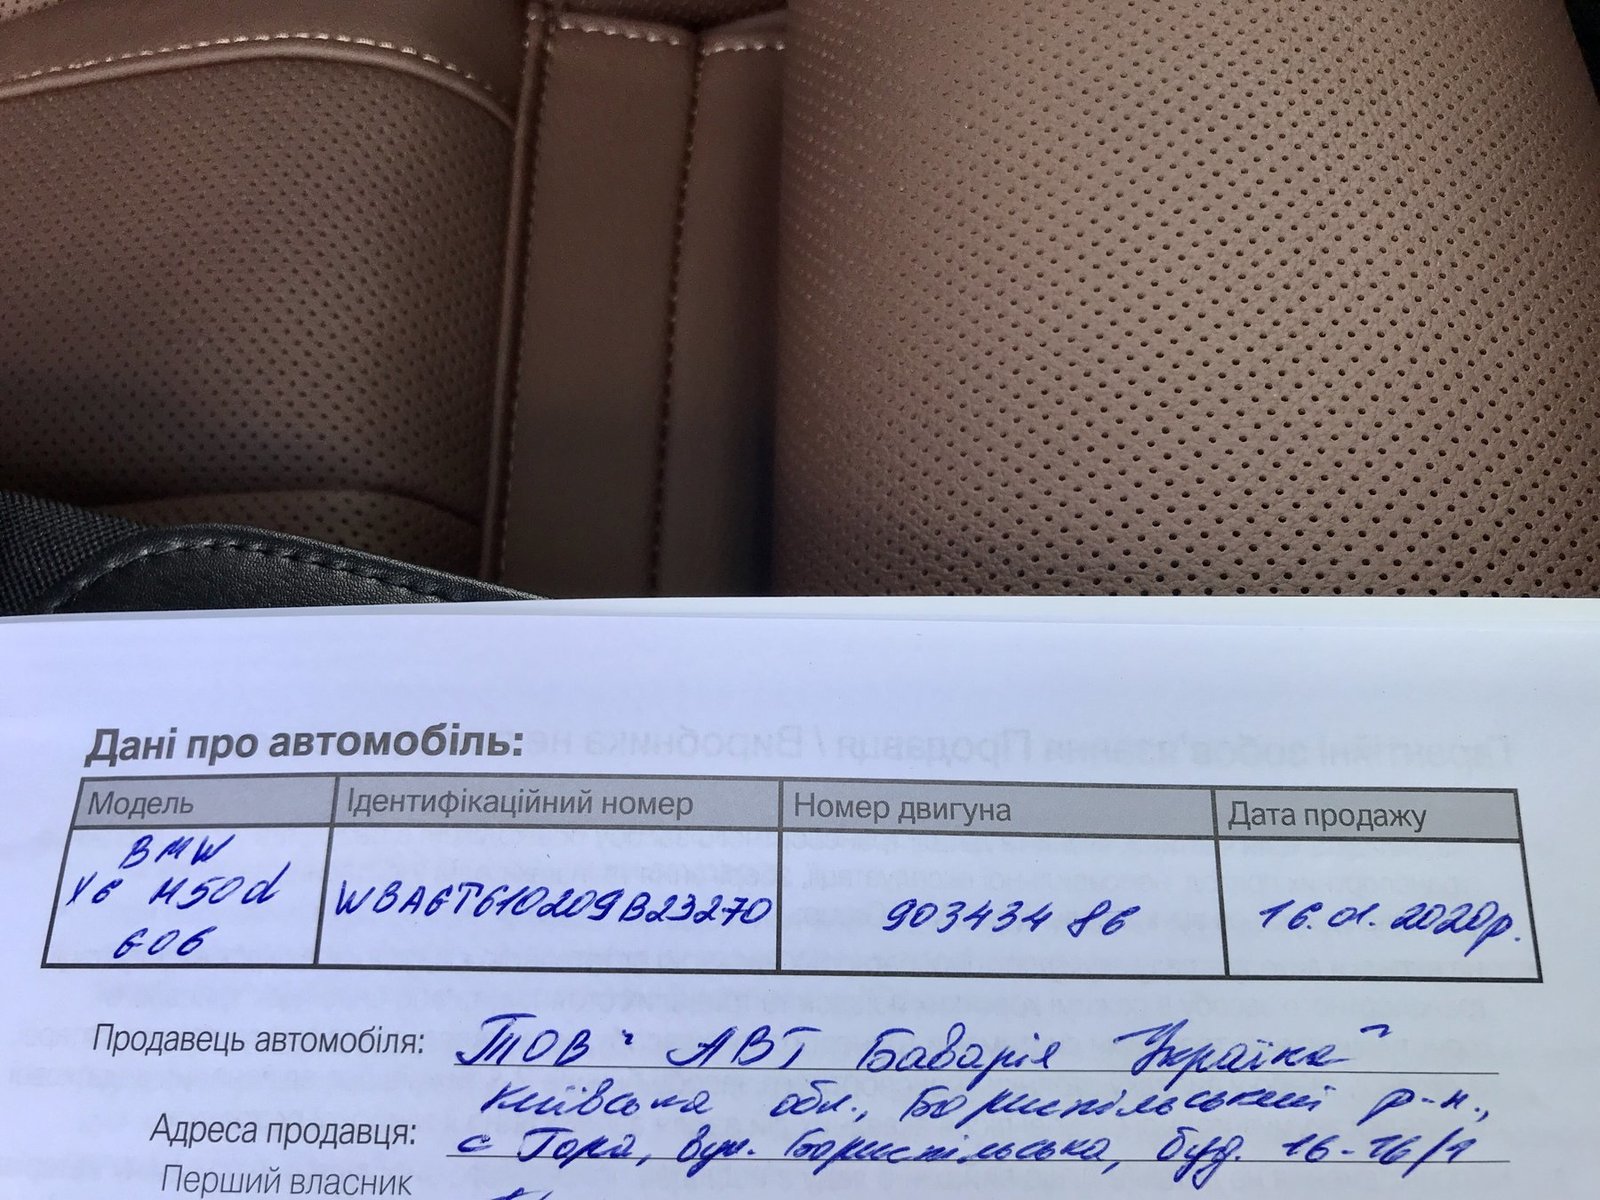 Дані про автомобіль:
Модель Ідентифікаційний номер Номер двигуна Дата продажу
BMW
X6 M50d WBAGT610209B23270 90343486 16.01.2020р.
G06
Продавець автомобіля: ТОВ "АВТ Баварія Україна"
Київська обл., Бориспільський р-н.,
Адреса продавця: с Гора, вул. Бориспільська, буд. 16-16/1
Перший власник